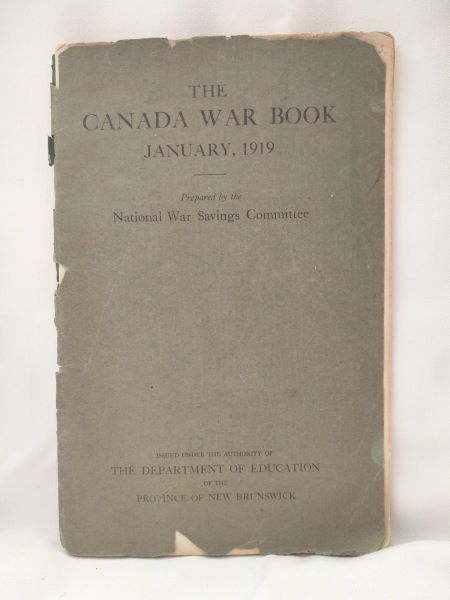 THE
CANADA WAR BOOK
JANUARY, 1919
Prepared by the
National War Savings Committee
ISSUED UNDER THE AUTHORITY OF
THE DEPARTMENT OF EDUCATION
OF THE
PROVINCE OF NEW BRUNSWICK